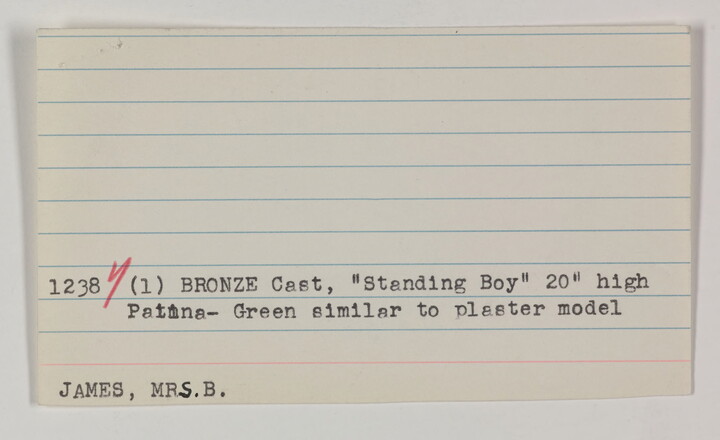 1238 (1) BRONZE Cast, "Standing Boy" 20" high
Patina- Green similar to plaster model
JAMES, MRS.B.